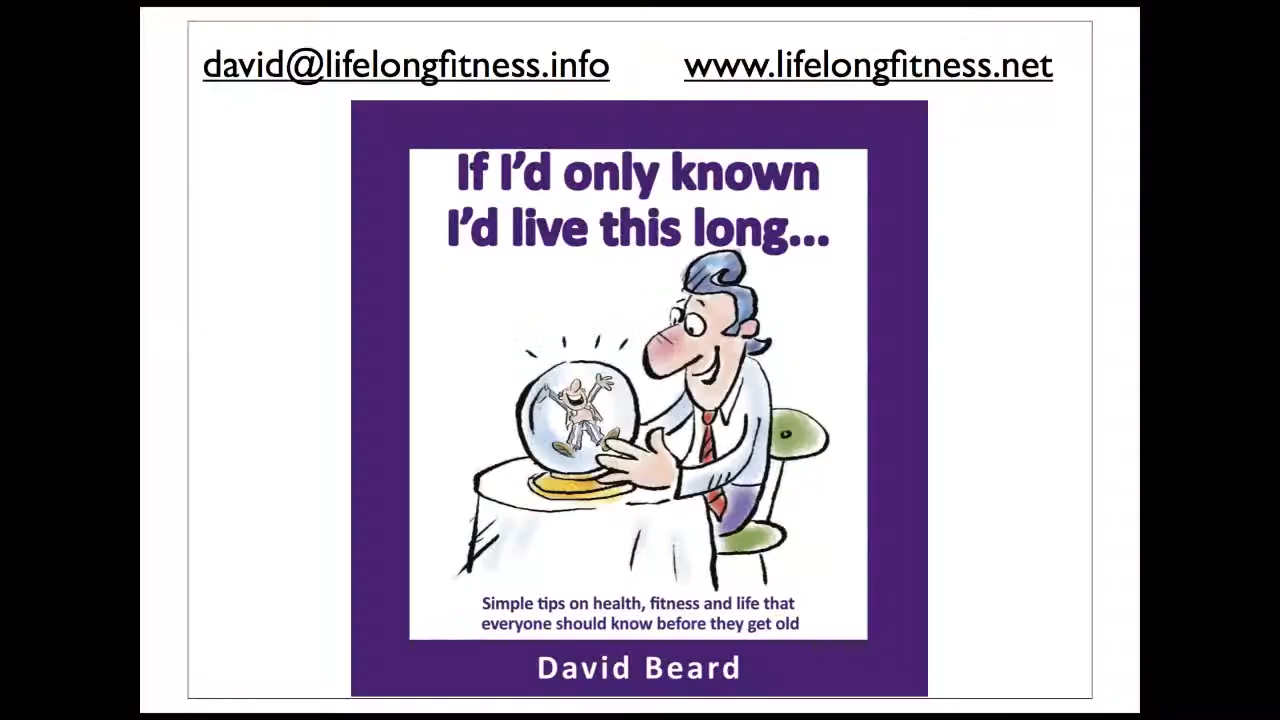 david@lifelongfitness.info www.lifelongfitness.net
If I'd only known
I'd live this long...
Simple tips on health, fitness and life that
everyone should know before they get old
David Beard